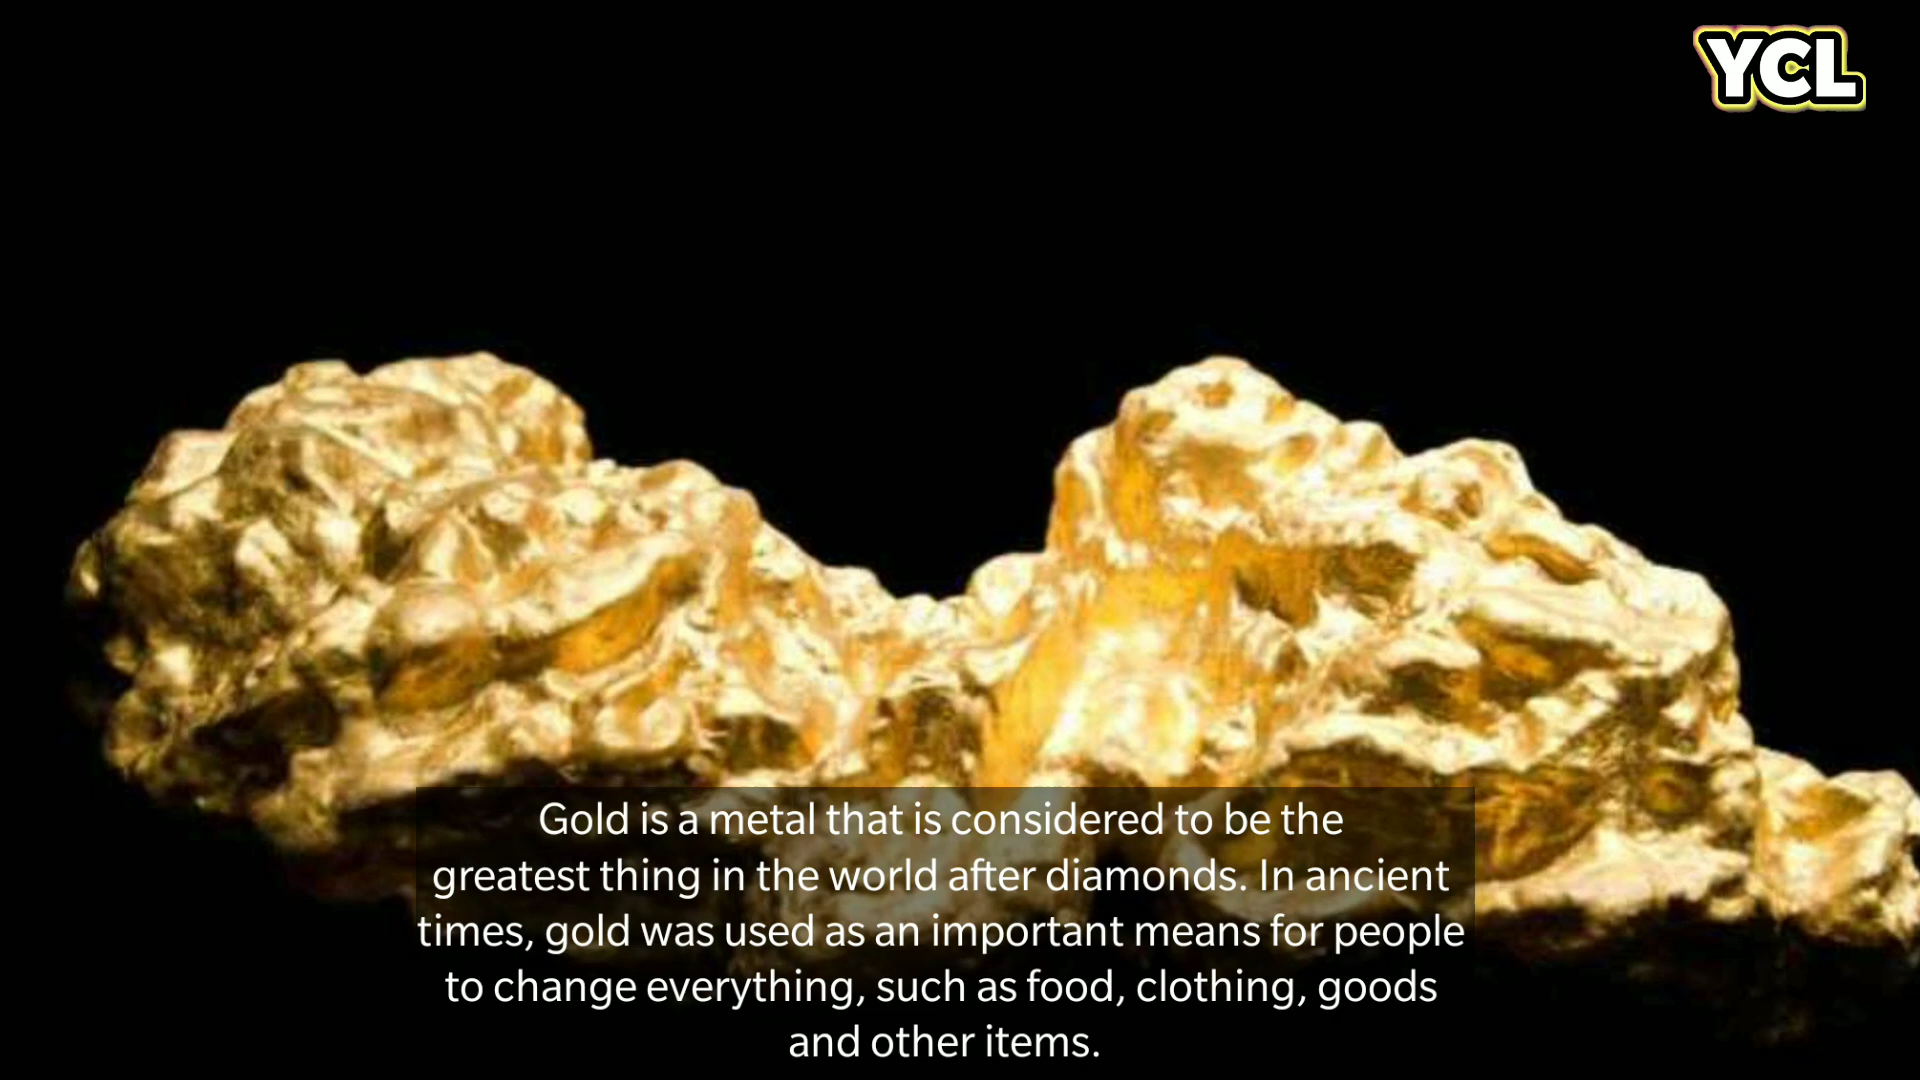 YCL
Gold is a metal that is considered to be the
greatest thing in the world after diamonds. In ancient
times, gold was used as an important means for people
to change everything, such as food, clothing, goods
and other items.